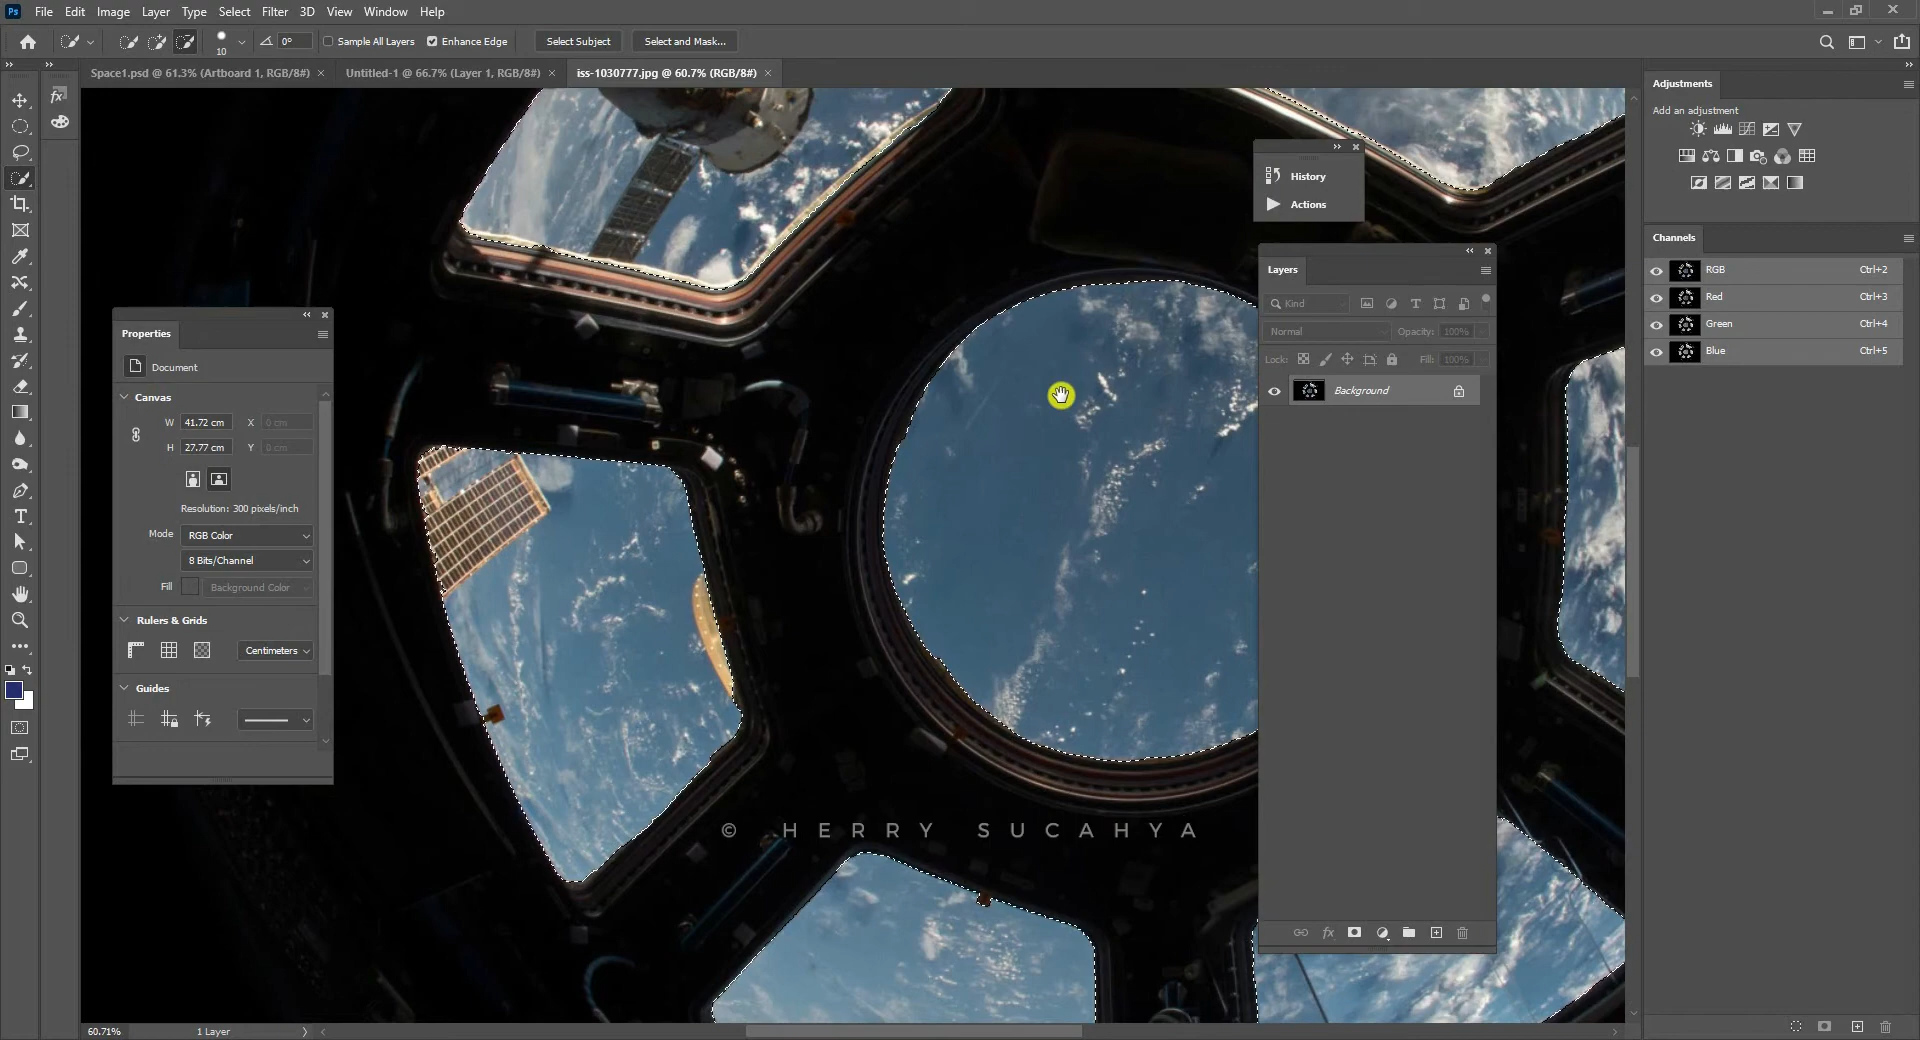 Ps File Edit Image Layer Type Select Filter 3D View Window Help
10 0° Sample All Layers Enhance Edge Select Subject Select and Mask...
Space1.psd @ 61.3% (Artboard 1, RGB/8#) × Untitled-1 @ 66.7% (Layer 1, RGB/8#) × iss-1030777.jpg @ 60.7% (RGB/8#) ×
Adjustments
Add an adjustment
History
Actions
Channels
RGB Ctrl+2
Red Ctrl+3
Green Ctrl+4
Blue Ctrl+5
Layers
Kind
Normal Opacity: 100%
Lock: Fill: 100%
Background
Properties
Document
Canvas
W 41.72 cm X 0 cm
H 27.77 cm Y 0 cm
Resolution: 300 pixels/inch
Mode RGB Color
8 Bits/Channel
Fill Background Color
Rulers & Grids
Centimeters
Guides
© HERRY SUCAHYA
fx
60.71% 1 Layer